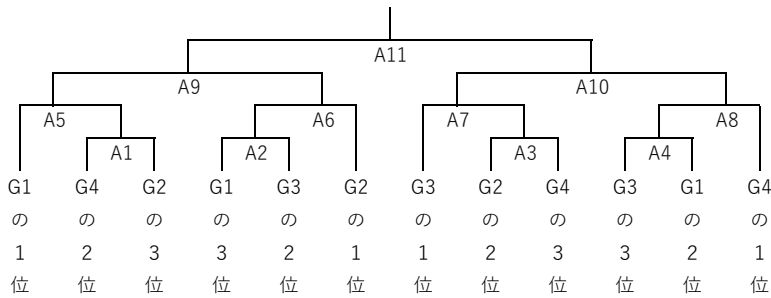 A11
A9 A10
A5 A6 A7 A8
A1 A2 A3 A4
G1 G4 G2 G1 G3 G2 G3 G2 G4 G3 G1 G4
の の の の の の の の の の の の
1 2 3 3 2 1 1 2 3 3 2 1
位 位 位 位 位 位 位 位 位 位 位 位